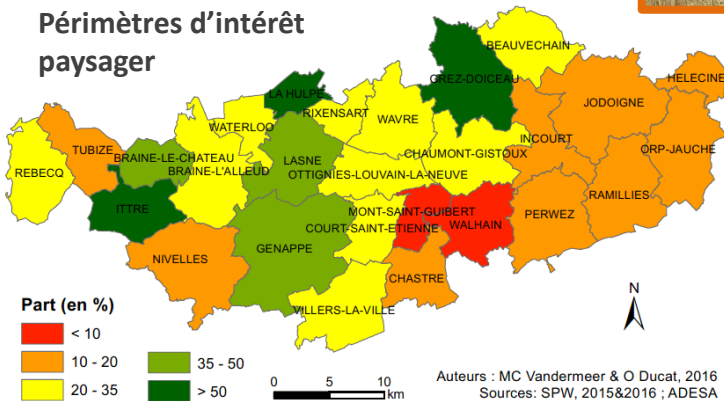 Périmètres d’intérêt
paysager
BEAUVECHAIN
GREZ-DOICEAU
HELECINE
LA HULPE
JODOIGNE
RIXENSART
WAVRE
WATERLOO
TUBIZE
INCOURT
ORP-JAUCHE
BRAINE-LE-CHATEAU
LASNE
CHAUMONT-GISTOUX
REBECQ
BRAINE-L'ALLEUD
OTTIGNIES-LOUVAIN-LA-NEUVE
RAMILLIES
ITTRE
MONT-SAINT-GUIBERT
PERWEZ
COURT-SAINT-ETIENNE
WALHAIN
GENAPPE
NIVELLES
CHASTRE
VILLERS-LA-VILLE
N
Part (en %)
< 10
10 - 20
20 - 35
35 - 50
> 50
0 5 10
km
Auteurs : MC Vandermeer & O Ducat, 2016
Sources: SPW, 2015&2016 ; ADESA